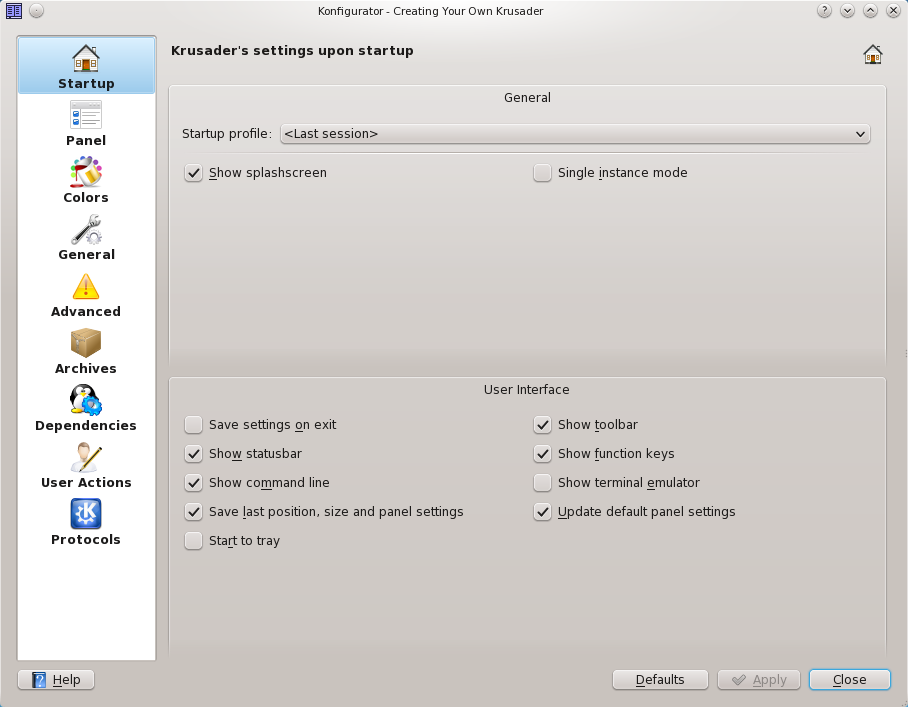 Konfigurator - Creating Your Own Krusader
?
Startup
Panel
Colors
General
Advanced
Archives
Dependencies
User Actions
Protocols
Krusader's settings upon startup
General
Startup profile: <Last session>
Show splashscreen
Single instance mode
User Interface
Save settings on exit
Show toolbar
Show statusbar
Show function keys
Show command line
Show terminal emulator
Save last position, size and panel settings
Update default panel settings
Start to tray
Help
Defaults
Apply
Close